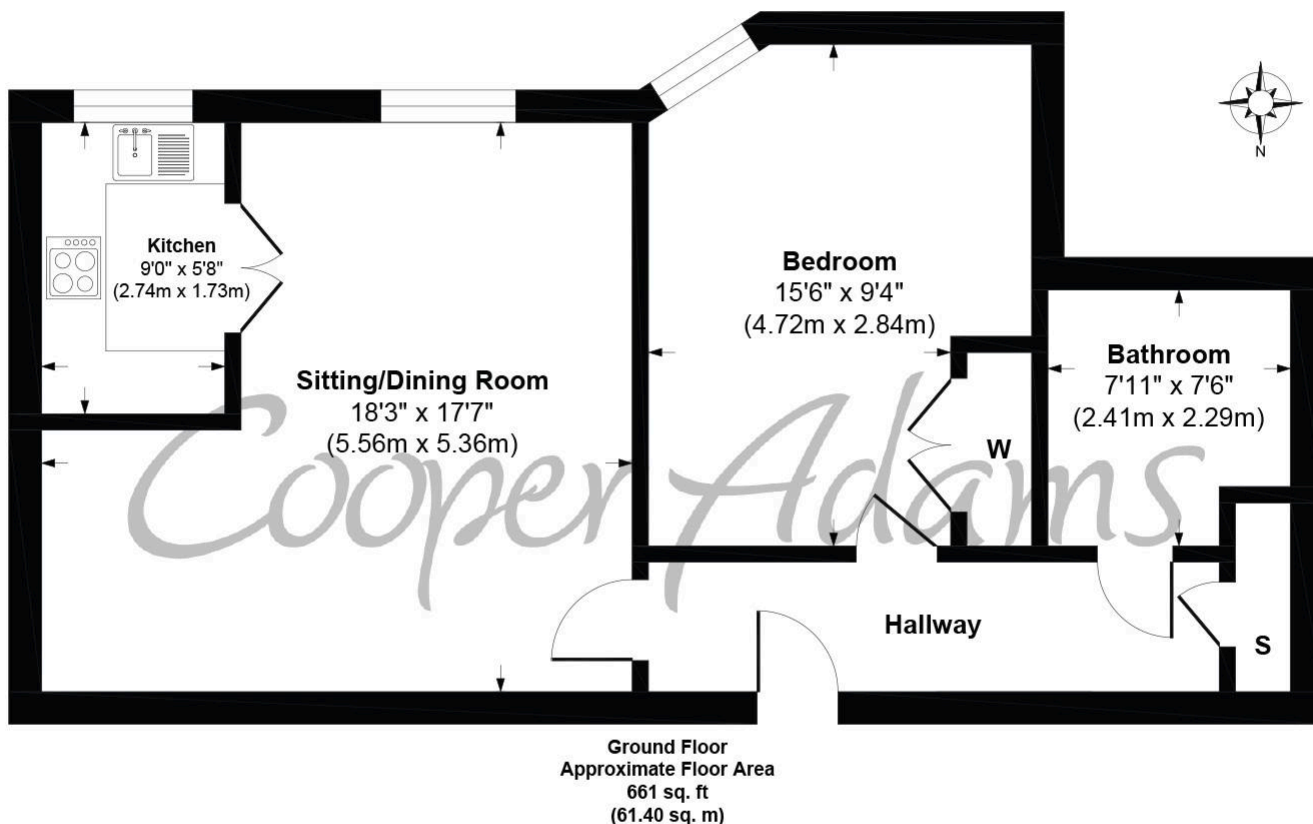 N
Kitchen
9'0" x 5'8"
(2.74m x 1.73m)
Bedroom
15'6" x 9'4"
(4.72m x 2.84m)
Bathroom
7'11" x 7'6"
(2.41m x 2.29m)
Sitting/Dining Room
18'3" x 17'7"
(5.56m x 5.36m)
W
Cooper Adams
Hallway
S
Ground Floor
Approximate Floor Area
661 sq. ft
(61.40 sq. m)